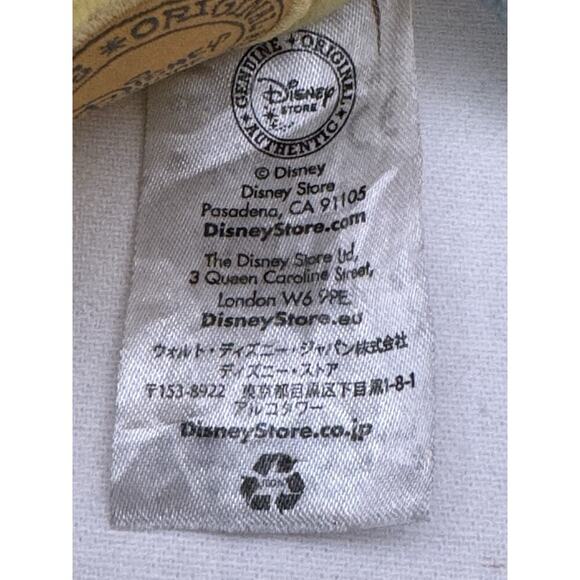 ORIGINAL
GENUINE ★ ORIGINAL
Disney
STORE
AUTHENTIC
© Disney
Disney Store
Pasadena, CA 91105
DisneyStore.com
The Disney Store Ltd,
3 Queen Caroline Street,
London W6 9PE
DisneyStore.eu
ウォルト・ディズニー・ジャパン株式会社
ディズニー・ストア
〒153-8922 東京都目黒区下目黒1-8-1
アルコタワー
DisneyStore.co.jp
100%